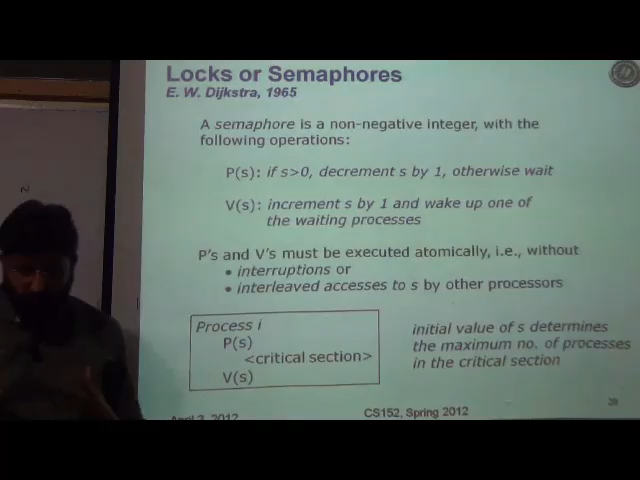 Locks or Semaphores
E. W. Dijkstra, 1965
A semaphore is a non-negative integer, with the
following operations:
P(s): if s>0, decrement s by 1, otherwise wait
V(s): increment s by 1 and wake up one of
the waiting processes
P's and V's must be executed atomically, i.e., without
• interruptions or
• interleaved accesses to s by other processors
Process i
P(s)
<critical section>
V(s)
initial value of s determines
the maximum no. of processes
in the critical section
April 3, 2012
CS152, Spring 2012